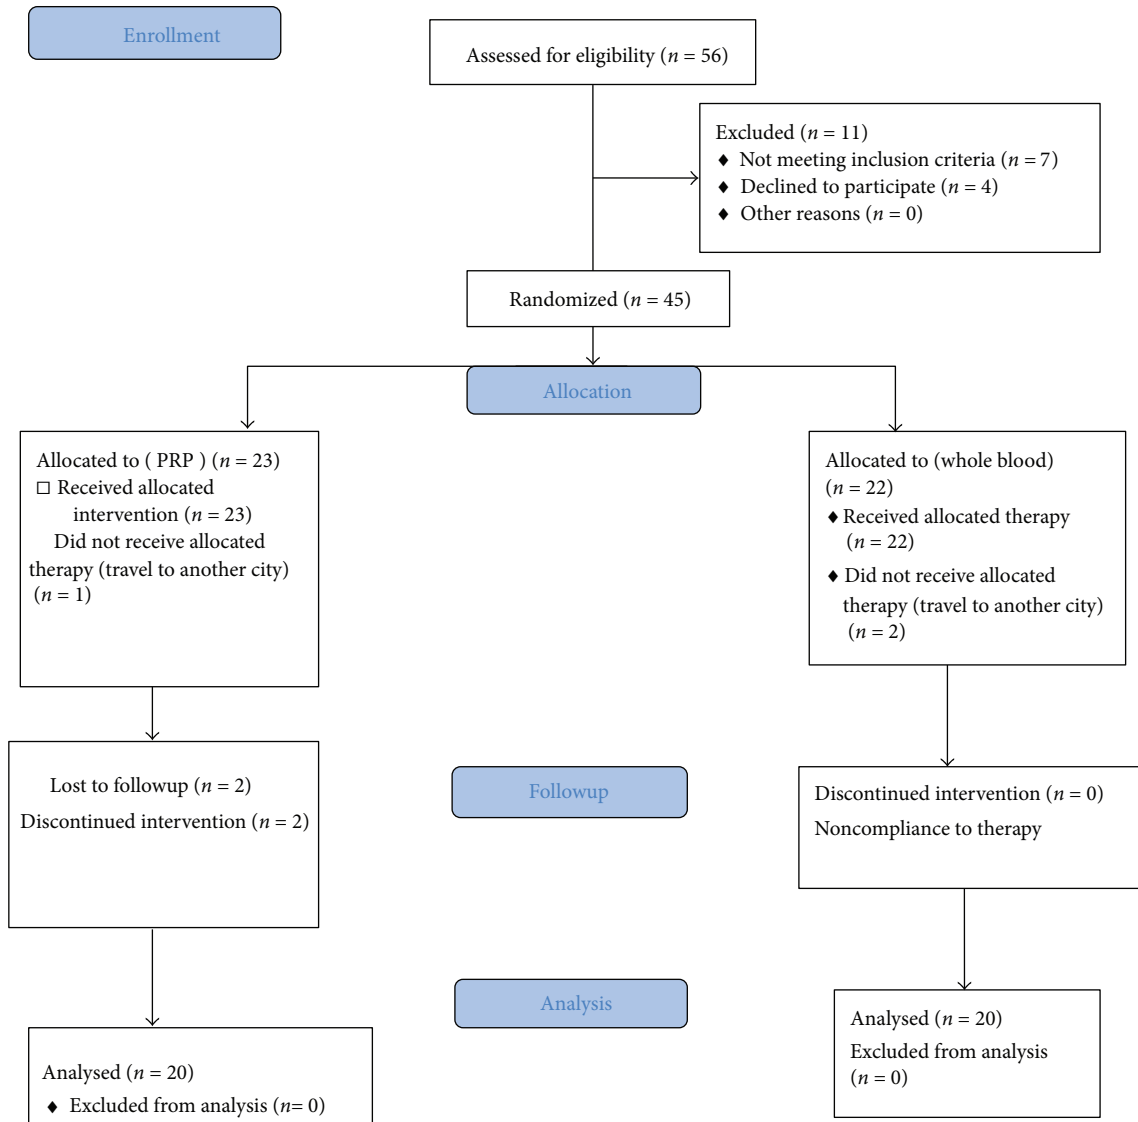 Enrollment
Assessed for eligibility (n = 56)
Excluded (n = 11)
♦ Not meeting inclusion criteria (n = 7)
♦ Declined to participate (n = 4)
♦ Other reasons (n = 0)
Randomized (n = 45)
Allocation
Allocated to ( PRP ) (n = 23)
□ Received allocated
intervention (n = 23)
Did not receive allocated
therapy (travel to another city)
(n = 1)
Allocated to (whole blood)
(n = 22)
♦ Received allocated therapy
(n = 22)
♦ Did not receive allocated
therapy (travel to another city)
(n = 2)
Followup
Lost to followup (n = 2)
Discontinued intervention (n = 2)
Discontinued intervention (n = 0)
Noncompliance to therapy
Analysis
Analysed (n = 20)
♦ Excluded from analysis (n= 0)
Analysed (n = 20)
Excluded from analysis
(n = 0)